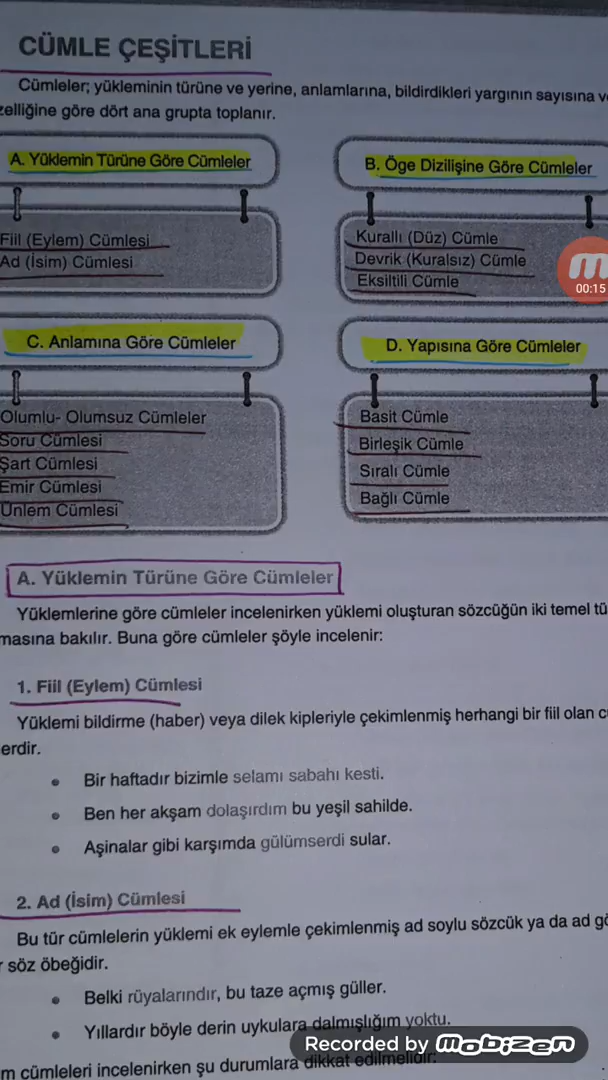 CÜMLE ÇEŞİTLERİ
Cümleler; yükleminin türüne ve yerine, anlamlarına, bildirdikleri yargının sayısına
zelliğine göre dört ana grupta toplanır.
A. Yüklemin Türüne Göre Cümleler
Fiil (Eylem) Cümlesi
Ad (İsim) Cümlesi
B. Öge Dizilişine Göre Cümleler
Kurallı (Düz) Cümle
Devrik (Kuralsız) Cümle
Eksiltili Cümle
00:15
C. Anlamına Göre Cümleler
Olumlu- Olumsuz Cümleler
Soru Cümlesi
Şart Cümlesi
Emir Cümlesi
Ünlem Cümlesi
D. Yapısına Göre Cümleler
Basit Cümle
Birleşik Cümle
Sıralı Cümle
Bağlı Cümle
A. Yüklemin Türüne Göre Cümleler
Yüklemlerine göre cümleler incelenirken yüklemi oluşturan sözcüğün iki temel tü
masına bakılır. Buna göre cümleler şöyle incelenir:
1. Fiil (Eylem) Cümlesi
Yüklemi bildirme (haber) veya dilek kipleriyle çekimlenmiş herhangi bir fiil olan
erdir.
• Bir haftadır bizimle selamı sabahı kesti.
• Ben her akşam dolaşırdım bu yeşil sahilde.
• Aşinalar gibi karşımda gülümserdi sular.
2. Ad (İsim) Cümlesi
Bu tür cümlelerin yüklemi ek eylemle çekimlenmiş ad soylu sözcük ya da ad gö
r söz öbeğidir.
• Belki rüyalarındır, bu taze açmış güller.
• Yıllardır böyle derin uykulara dalmışlığım yoktu.
m cümleleri incelenirken şu durumlara dikkat edilmelidir:
Recorded by mobizen